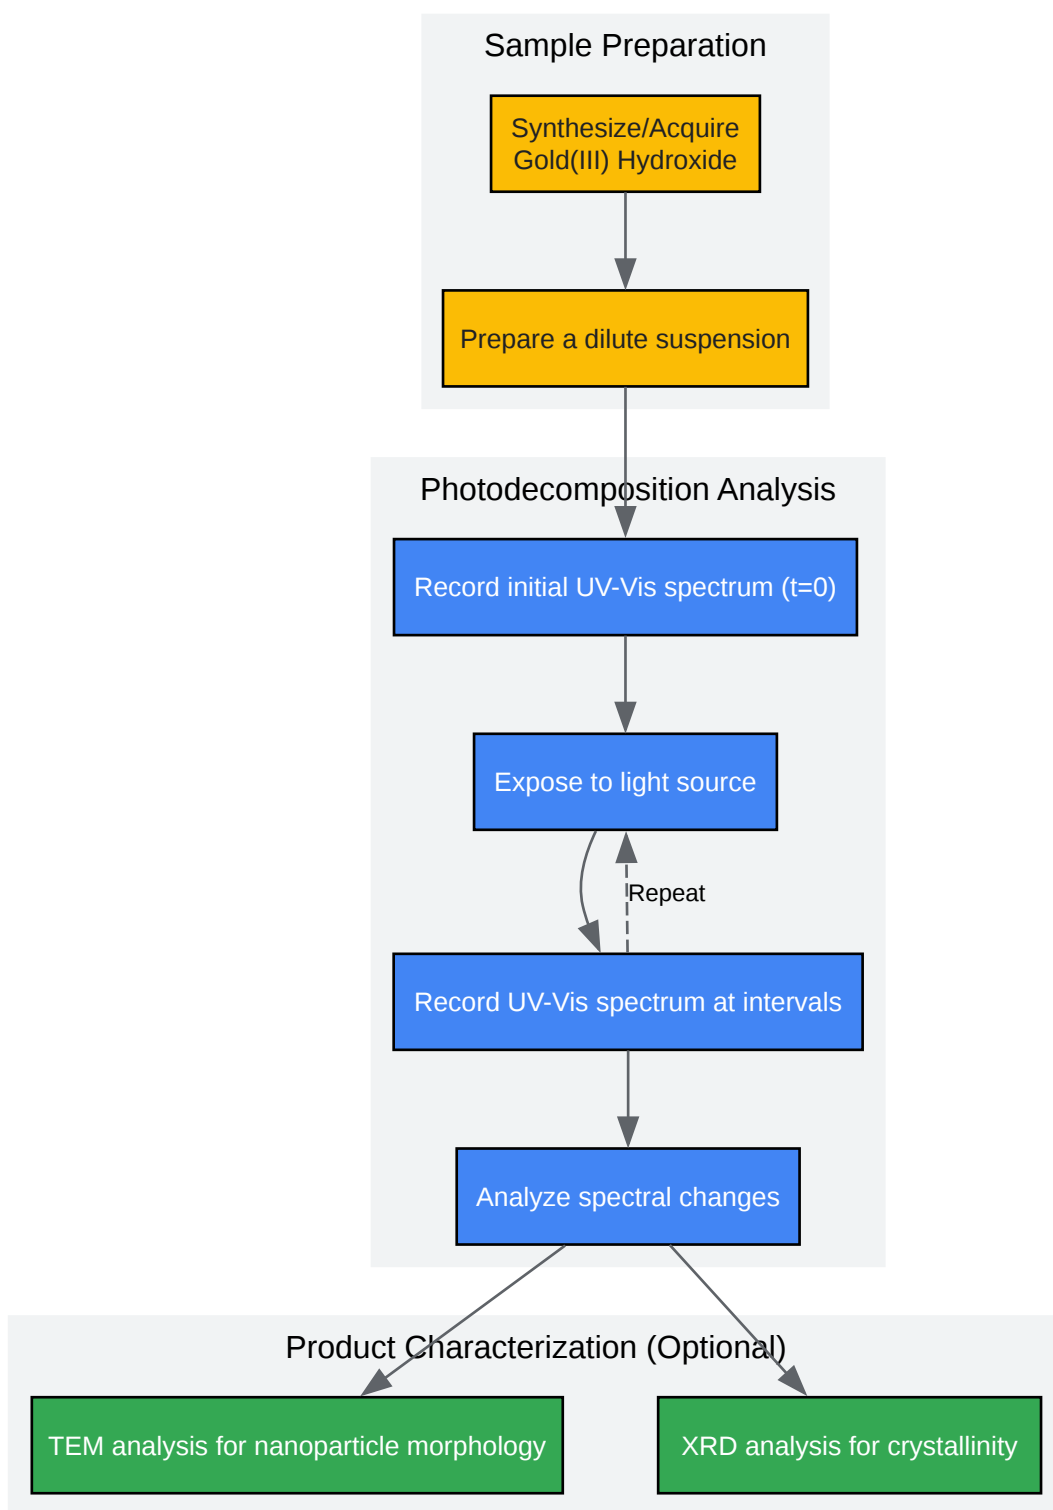 Sample Preparation
Synthesize/Acquire
Gold(III) Hydroxide
Prepare a dilute suspension
Photodecomposition Analysis
Record initial UV-Vis spectrum (t=0)
Expose to light source
Repeat
Record UV-Vis spectrum at intervals
Analyze spectral changes
Product Characterization (Optional)
TEM analysis for nanoparticle morphology
XRD analysis for crystallinity